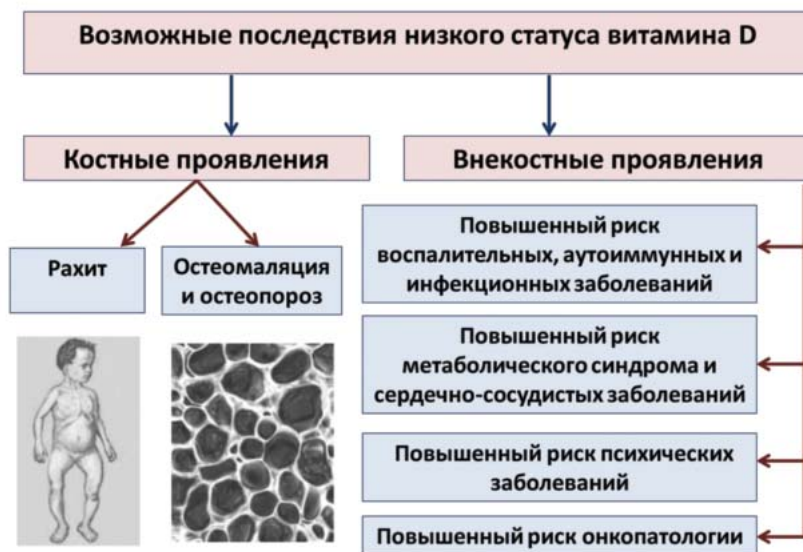 Возможные последствия низкого статуса витамина D
Костные проявления
Внекостные проявления
Рахит
Остеомаляция
и остеопороз
Повышенный риск
воспалительных, аутоиммунных и
инфекционных заболеваний
Повышенный риск
метаболического синдрома и
сердечно-сосудистых заболеваний
Повышенный риск психических
заболеваний
Повышенный риск онкопатологии